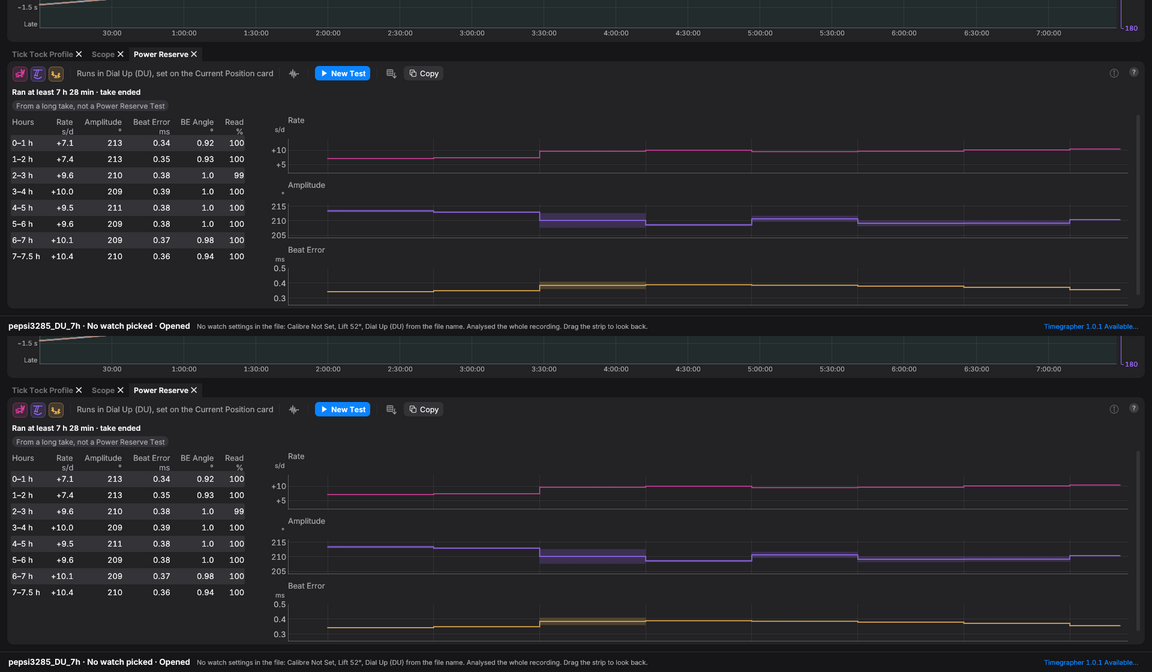 −1.5 s
Late
180
30:00 1:00:00 1:30:00 2:00:00 2:30:00 3:00:00 3:30:00 4:00:00 4:30:00 5:00:00 5:30:00 6:00:00 6:30:00 7:00:00
Tick Tock Profile ✕ Scope ✕ Power Reserve ✕
Runs in Dial Up (DU), set on the Current Position card New Test Copy ?
Ran at least 7 h 28 min · take ended
From a long take, not a Power Reserve Test
Hours Rate Amplitude Beat Error BE Angle Read
s/d ° ms ° %
0–1 h +7.1 213 0.34 0.92 100
1–2 h +7.4 213 0.35 0.93 100
2–3 h +9.6 210 0.38 1.0 99
3–4 h +10.0 209 0.39 1.0 100
4–5 h +9.5 211 0.38 1.0 100
5–6 h +9.6 209 0.38 1.0 100
6–7 h +10.1 209 0.37 0.98 100
7–7.5 h +10.4 210 0.36 0.94 100
Rate
s/d
+10
+5
Amplitude
°
215
210
205
Beat Error
ms
0.5
0.4
0.3
pepsi3285_DU_7h · No watch picked · Opened No watch settings in the file: Calibre Not Set, Lift 52°, Dial Up (DU) from the file name. Analysed the whole recording. Drag the strip to look back. Timegrapher 1.0.1 Available...
−1.5 s
Late
180
30:00 1:00:00 1:30:00 2:00:00 2:30:00 3:00:00 3:30:00 4:00:00 4:30:00 5:00:00 5:30:00 6:00:00 6:30:00 7:00:00
Tick Tock Profile ✕ Scope ✕ Power Reserve ✕
Runs in Dial Up (DU), set on the Current Position card New Test Copy ?
Ran at least 7 h 28 min · take ended
From a long take, not a Power Reserve Test
Hours Rate Amplitude Beat Error BE Angle Read
s/d ° ms ° %
0–1 h +7.1 213 0.34 0.92 100
1–2 h +7.4 213 0.35 0.93 100
2–3 h +9.6 210 0.38 1.0 99
3–4 h +10.0 209 0.39 1.0 100
4–5 h +9.5 211 0.38 1.0 100
5–6 h +9.6 209 0.38 1.0 100
6–7 h +10.1 209 0.37 0.98 100
7–7.5 h +10.4 210 0.36 0.94 100
Rate
s/d
+10
+5
Amplitude
°
215
210
205
Beat Error
ms
0.5
0.4
0.3
pepsi3285_DU_7h · No watch picked · Opened No watch settings in the file: Calibre Not Set, Lift 52°, Dial Up (DU) from the file name. Analysed the whole recording. Drag the strip to look back. Timegrapher 1.0.1 Available...